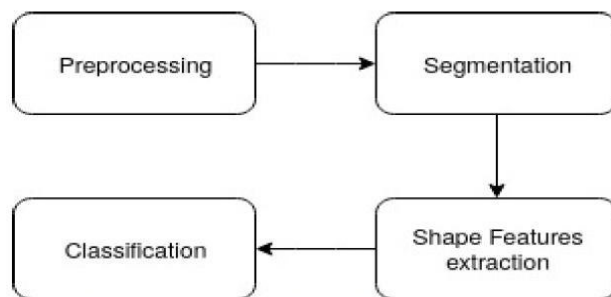 Preprocessing
Segmentation
Shape Features
extraction
Classification